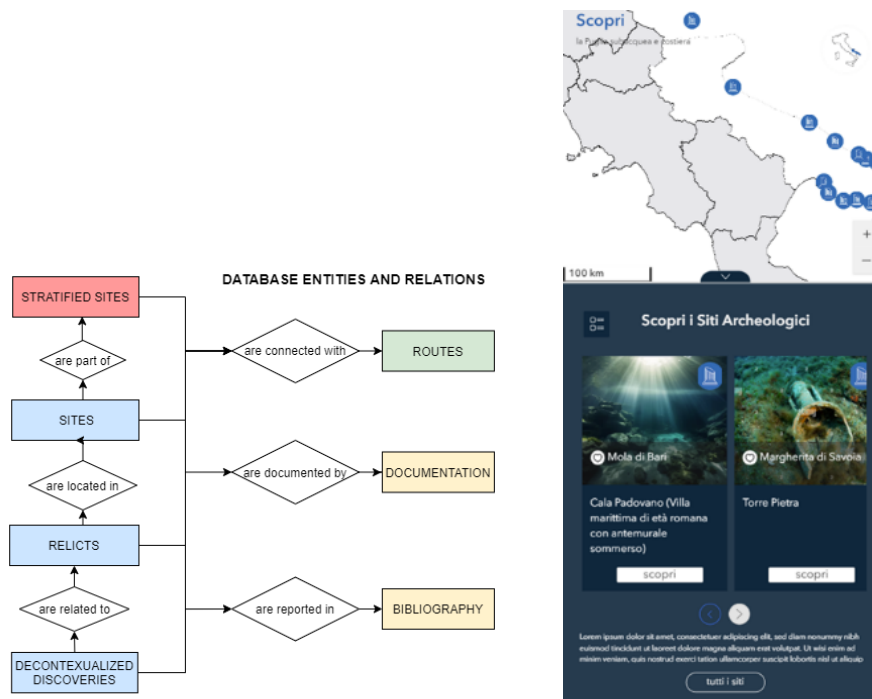 DATABASE ENTITIES AND RELATIONS
STRATIFIED SITES
are part of
SITES
are located in
RELICTS
are related to
DECONTEXUALIZED
DISCOVERIES
are connected with
ROUTES
are documented by
DOCUMENTATION
are reported in
BIBLIOGRAPHY
Scopri
la Puglia subacquea e costiera
+
−
100 km
Scopri i Siti Archeologici
Mola di Bari
Cala Padovano (Villa
marittima di età romana
con antemurale
sommerso)
scopri
Margherita di Savoia
Torre Pietra
scopri
Lorem ipsum dolor sit amet, consectetuer adipiscing elit, sed diam nonummy nibh
euismod tincidunt ut laoreet dolore magna aliquam erat volutpat. Ut wisi enim ad
minim veniam, quis nostrud exerci tation ullamcorper suscipit lobortis nisl ut aliquip
tutti i siti